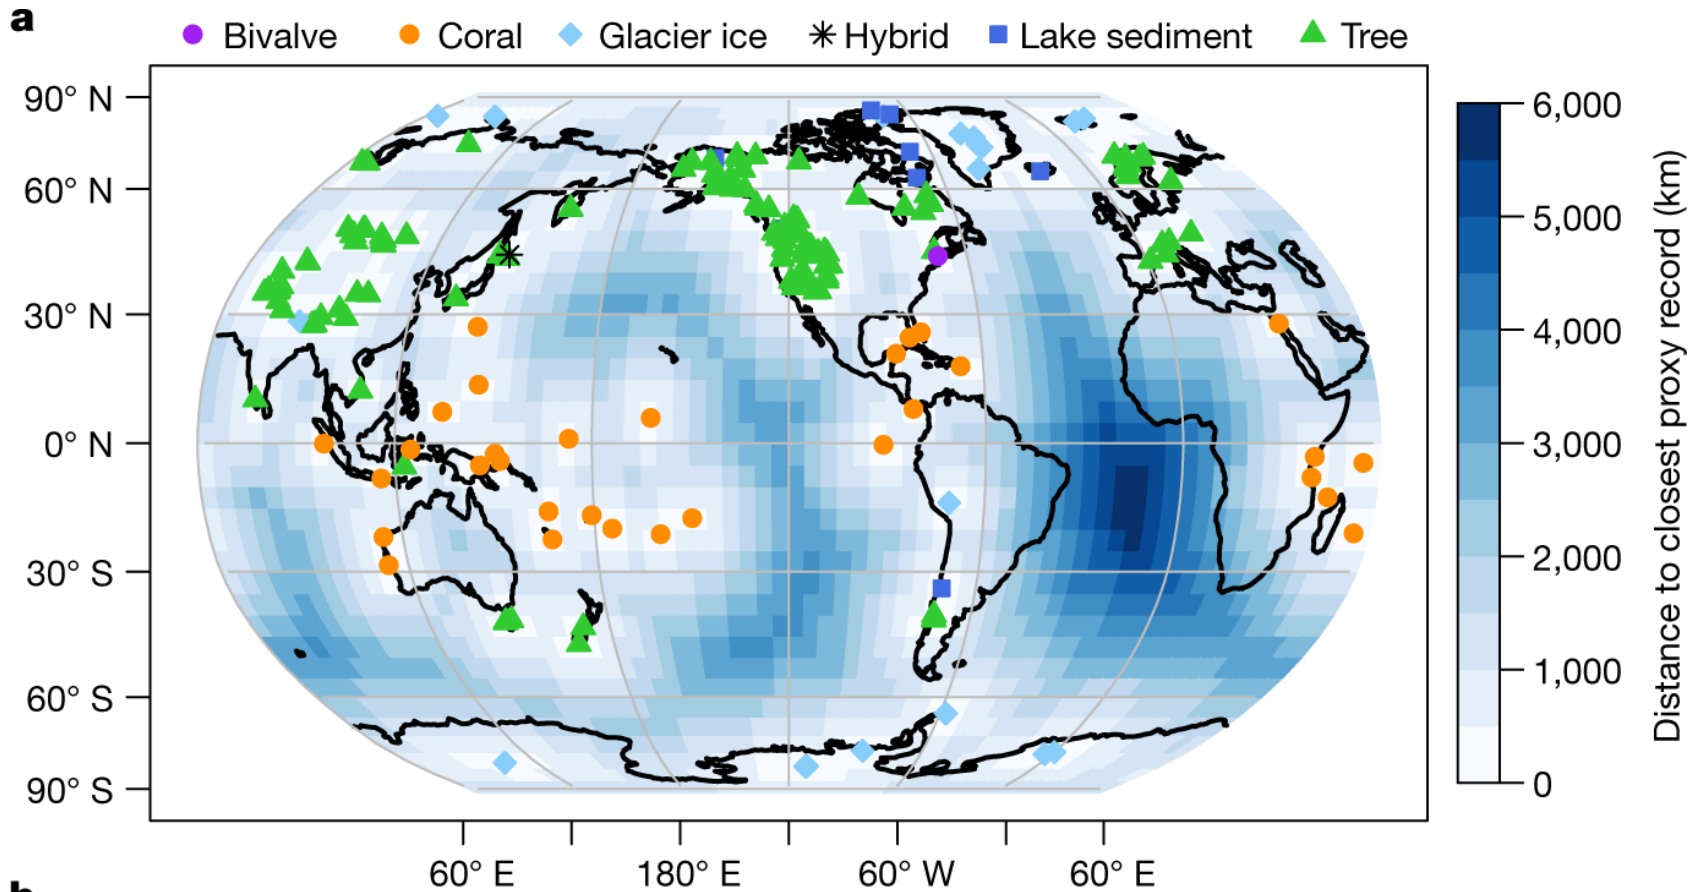 a
Bivalve Coral Glacier ice Hybrid Lake sediment Tree
90° N
60° N
30° N
0° N
30° S
60° S
90° S
60° E 180° E 60° W 60° E
6,000
5,000
4,000
3,000
2,000
1,000
0
Distance to closest proxy record (km)